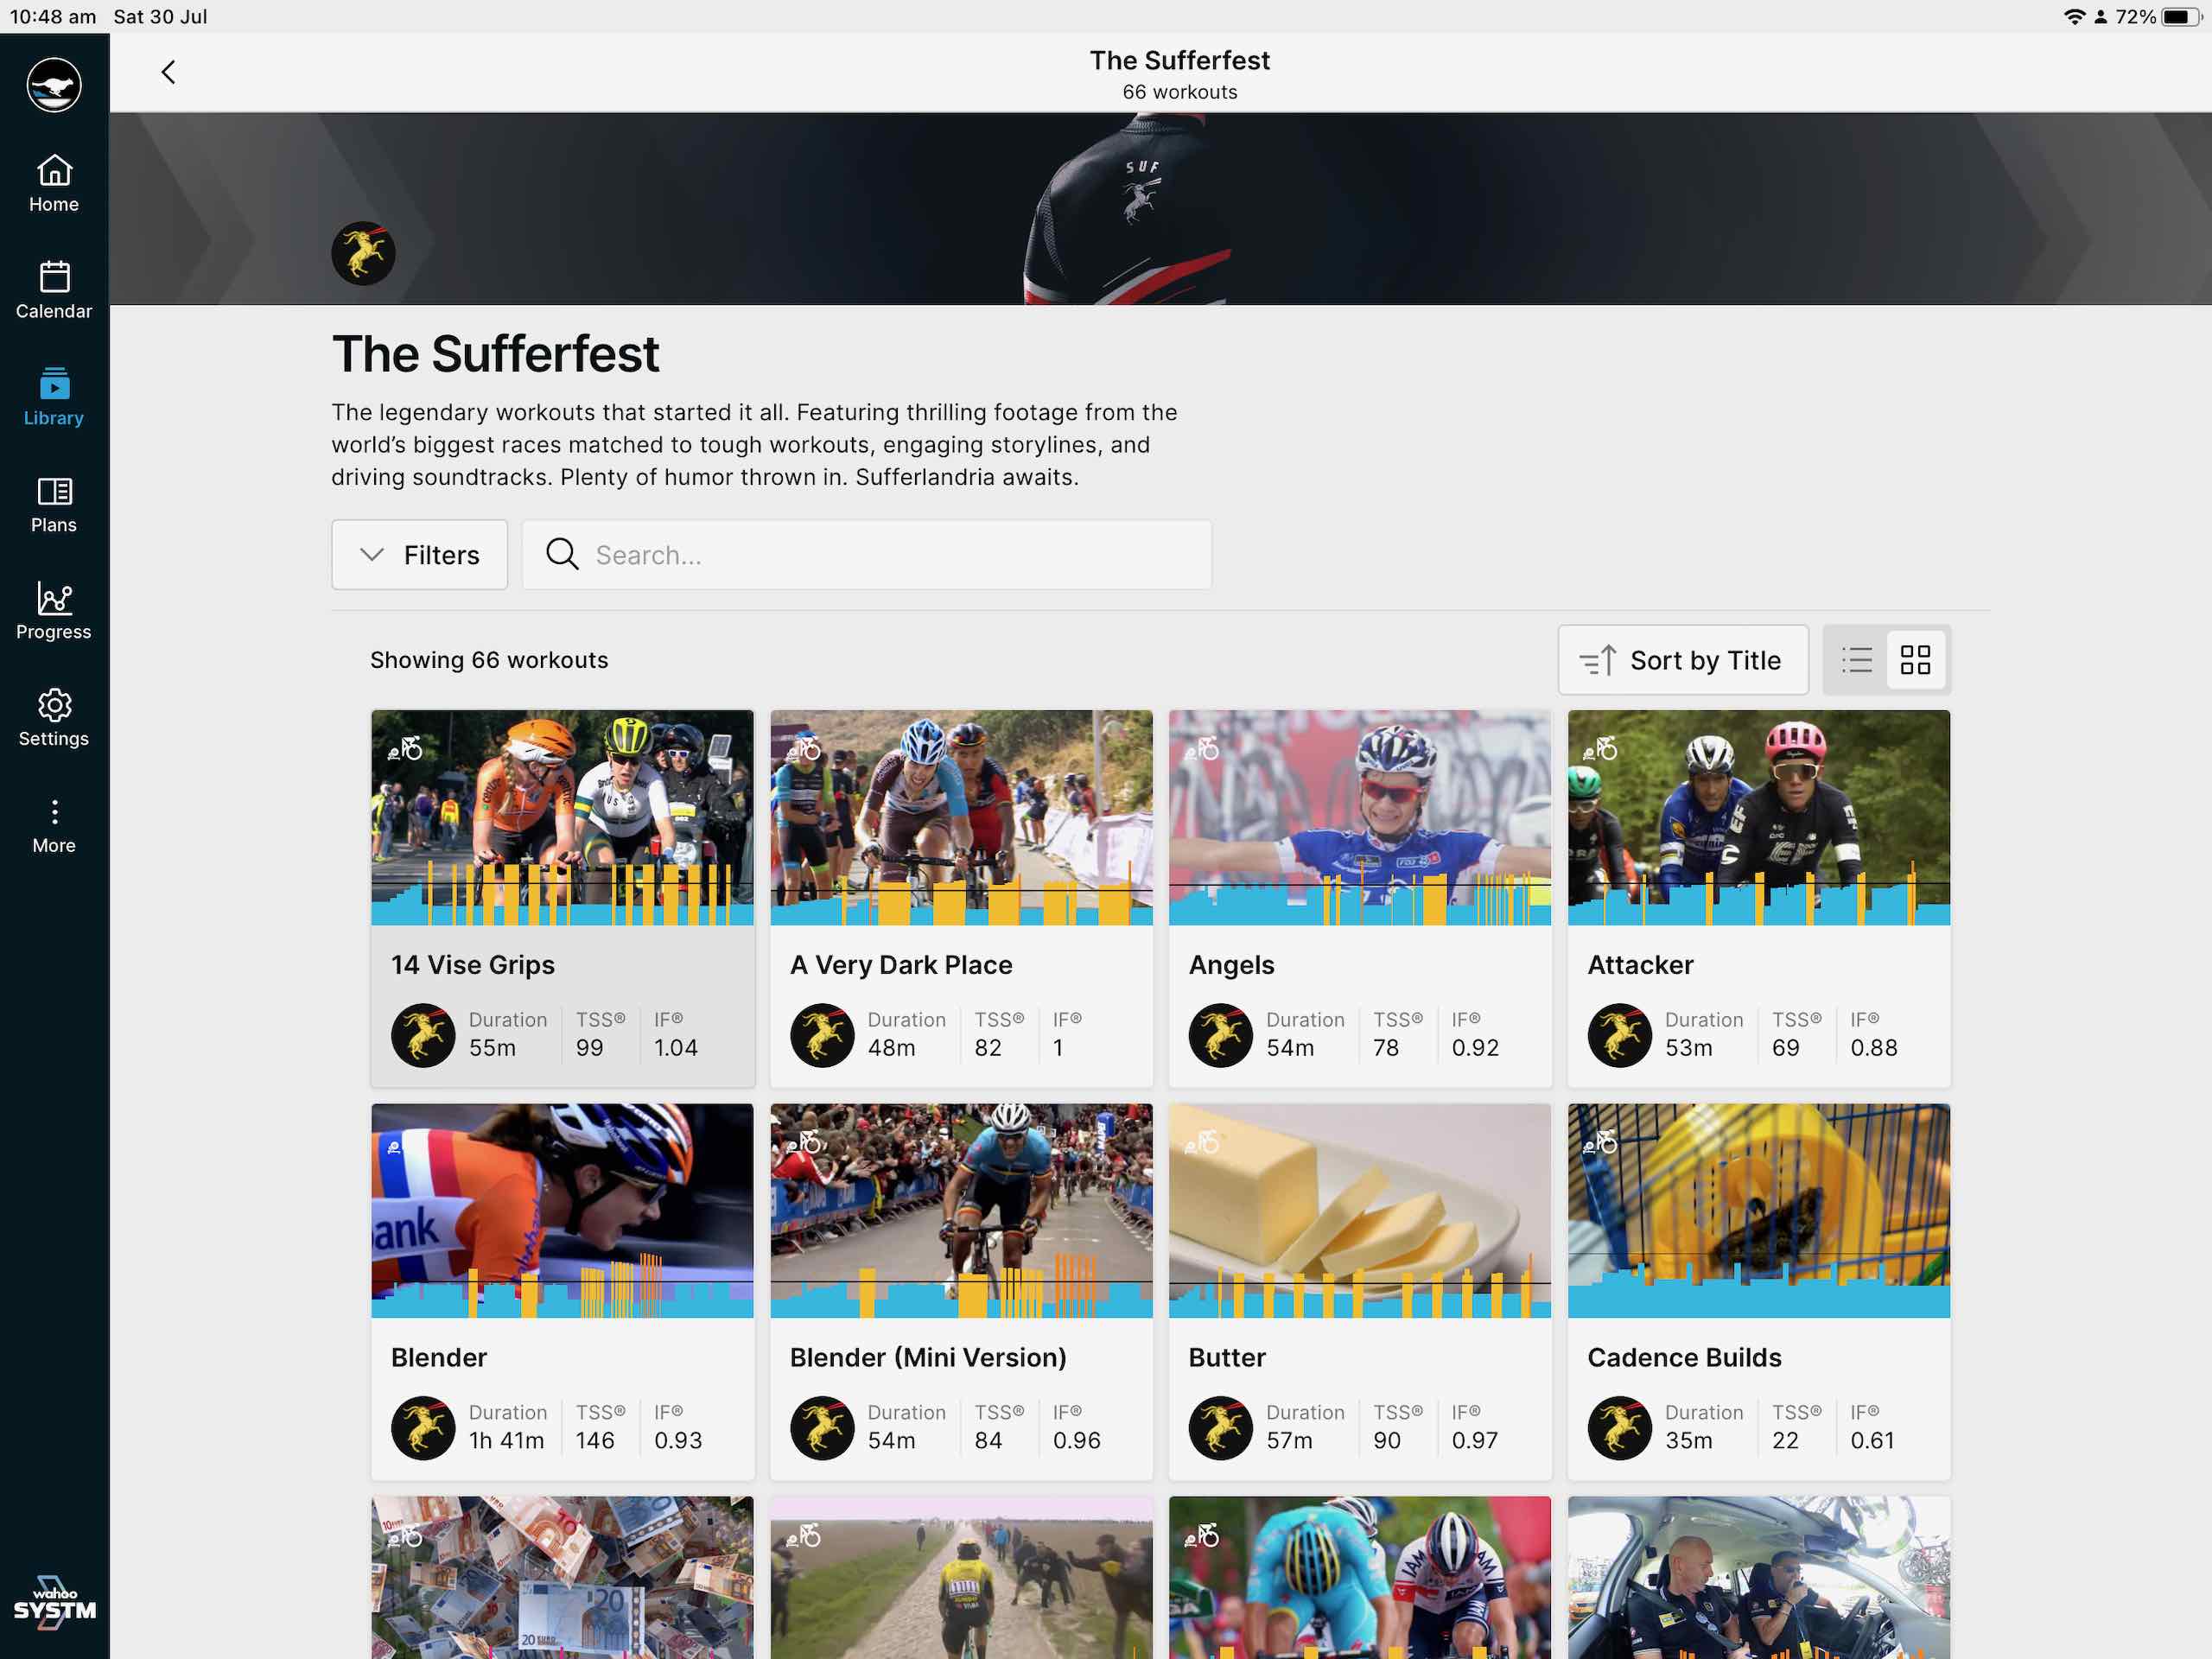 10:48 am Sat 30 Jul
72%
The Sufferfest
66 workouts
Home
Calendar
Library
Plans
Progress
Settings
More
wahoo
SYSTM
SUF
The Sufferfest
The legendary workouts that started it all. Featuring thrilling footage from the
world’s biggest races matched to tough workouts, engaging storylines, and
driving soundtracks. Plenty of humor thrown in. Sufferlandria awaits.
Filters
Search...
Showing 66 workouts
Sort by Title
14 Vise Grips
Duration TSS® IF®
55m 99 1.04
A Very Dark Place
Duration TSS® IF®
48m 82 1
Angels
Duration TSS® IF®
54m 78 0.92
Attacker
Duration TSS® IF®
53m 69 0.88
ank
Blender
Duration TSS® IF®
1h 41m 146 0.93
Blender (Mini Version)
Duration TSS® IF®
54m 84 0.96
Butter
Duration TSS® IF®
57m 90 0.97
Cadence Builds
Duration TSS® IF®
35m 22 0.61
20
20 EURO
IAM